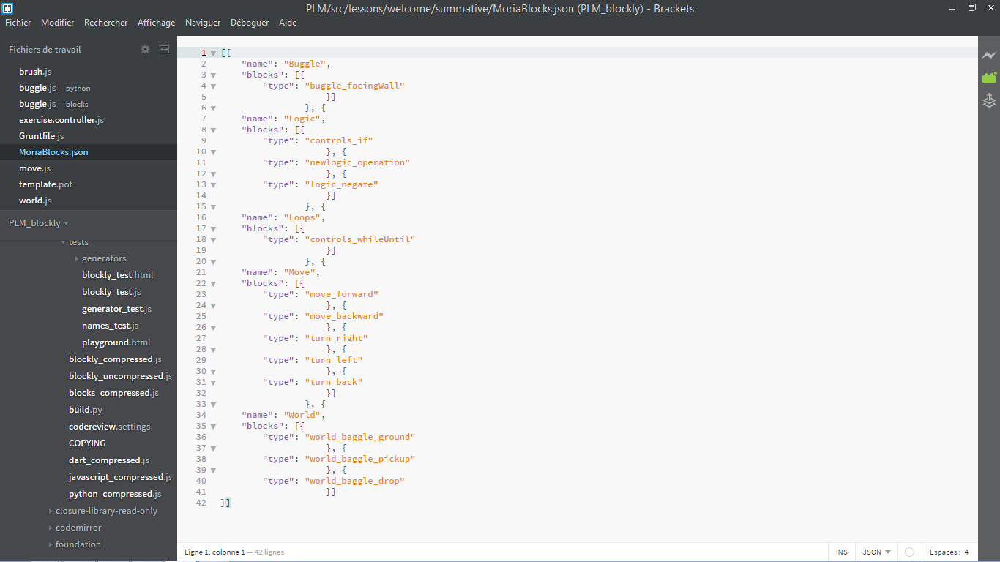 PLM/src/lessons/welcome/summative/MoriaBlocks.json (PLM_blockly) - Brackets
Fichier Modifier Rechercher Affichage Naviguer Déboguer Aide
Fichiers de travail
brush.js
buggle.js — python
buggle.js — blocks
exercise.controller.js
Gruntfile.js
MoriaBlocks.json
move.js
template.pot
world.js
PLM_blockly
tests
generators
blockly_test.html
blockly_test.js
generator_test.js
names_test.js
playground.html
blockly_compressed.js
blockly_uncompressed.js
blocks_compressed.js
build.py
codereview.settings
COPYING
dart_compressed.js
javascript_compressed.js
python_compressed.js
closure-library-read-only
codemirror
foundation
1 [{
2 "name": "Buggle",
3 "blocks": [{
4 "type": "buggle_facingWall"
5 }]
6 }, {
7 "name": "Logic",
8 "blocks": [{
9 "type": "controls_if"
10 }, {
11 "type": "newlogic_operation"
12 }, {
13 "type": "logic_negate"
14 }]
15 }, {
16 "name": "Loops",
17 "blocks": [{
18 "type": "controls_whileUntil"
19 }]
20 }, {
21 "name": "Move",
22 "blocks": [{
23 "type": "move_forward"
24 }, {
25 "type": "move_backward"
26 }, {
27 "type": "turn_right"
28 }, {
29 "type": "turn_left"
30 }, {
31 "type": "turn_back"
32 }]
33 }, {
34 "name": "World",
35 "blocks": [{
36 "type": "world_baggle_ground"
37 }, {
38 "type": "world_baggle_pickup"
39 }, {
40 "type": "world_baggle_drop"
41 }]
42 }]
Ligne 1, colonne 1 — 42 lignes
INS JSON Espaces : 4